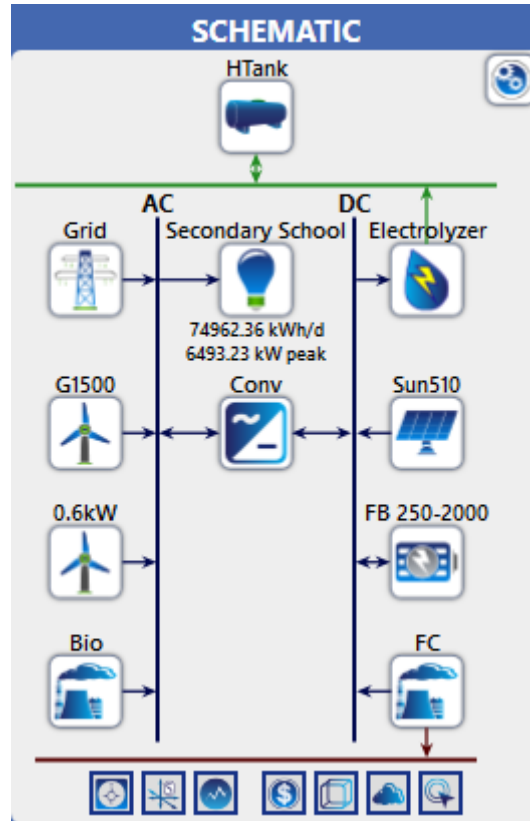 SCHEMATIC
HTank
AC
DC
Grid
Secondary School
Electrolyzer
74962.36 kWh/d
6493.23 kW peak
G1500
Conv
Sun510
0.6kW
FB 250-2000
Bio
FC